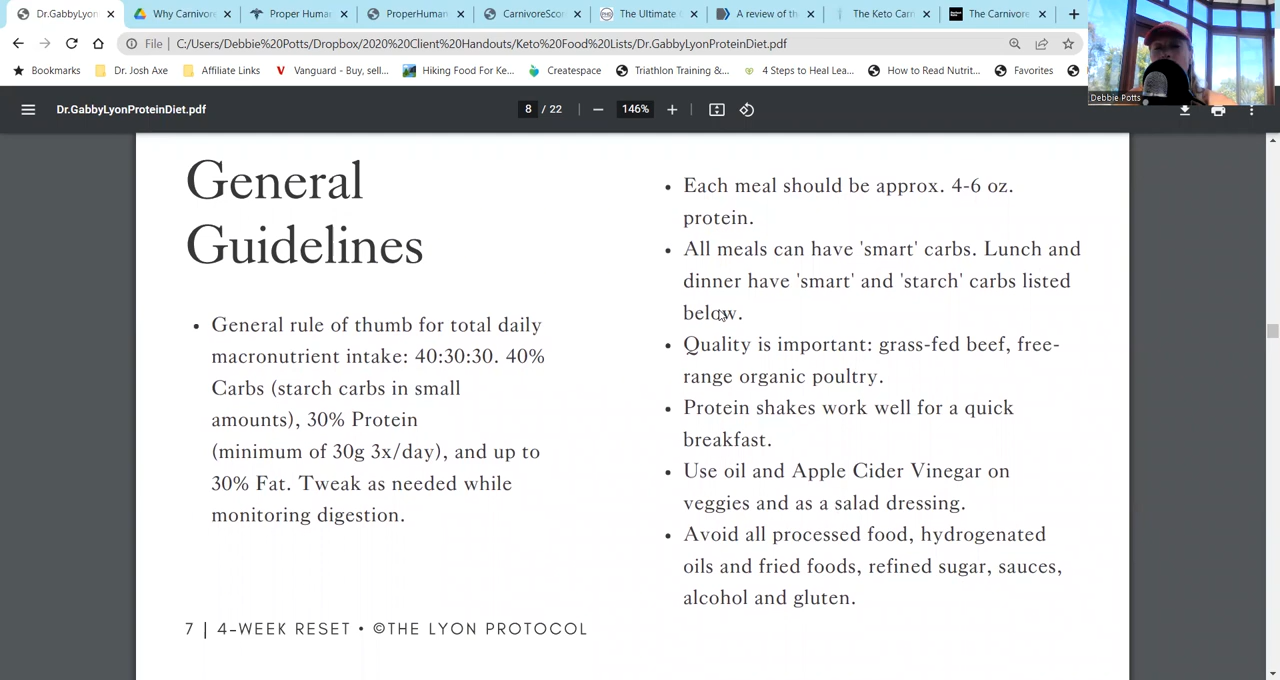 Dr.GabbyLyon
Why Carnivore
Proper Human
ProperHuman
CarnivoreScor
The Ultimate
A review of th
The Keto Carn
The Carnivore
File | C:/Users/Debbie%20Potts/Dropbox/2020%20Client%20Handouts/Keto%20Food%20Lists/Dr.GabbyLyonProteinDiet.pdf
Bookmarks
Dr. Josh Axe
Affiliate Links
Vanguard - Buy, sell...
Hiking Food For Ke...
Createspace
Triathlon Training &...
4 Steps to Heal Lea...
How to Read Nutrit...
Favorites
Debbie Potts
Dr.GabbyLyonProteinDiet.pdf
8 / 22
146%
General
Guidelines
• General rule of thumb for total daily
macronutrient intake: 40:30:30. 40%
Carbs (starch carbs in small
amounts), 30% Protein
(minimum of 30g 3x/day), and up to
30% Fat. Tweak as needed while
monitoring digestion.
• Each meal should be approx. 4-6 oz.
protein.
• All meals can have 'smart' carbs. Lunch and
dinner have 'smart' and 'starch' carbs listed
below.
• Quality is important: grass-fed beef, free-
range organic poultry.
• Protein shakes work well for a quick
breakfast.
• Use oil and Apple Cider Vinegar on
veggies and as a salad dressing.
• Avoid all processed food, hydrogenated
oils and fried foods, refined sugar, sauces,
alcohol and gluten.
7 | 4-WEEK RESET • ©THE LYON PROTOCOL